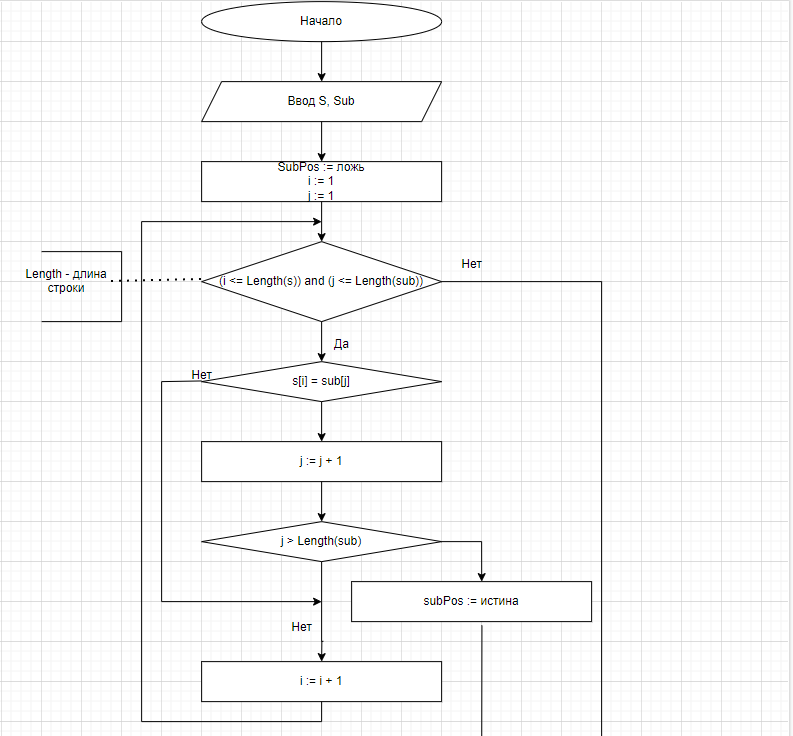 Начало
Ввод S, Sub
SubPos := ложь
i := 1
j := 1
Нет
Length - длина
строки
(i <= Length(s)) and (j <= Length(sub))
Да
Нет
s[i] = sub[j]
j := j + 1
j > Length(sub)
subPos := истина
Нет
i := i + 1